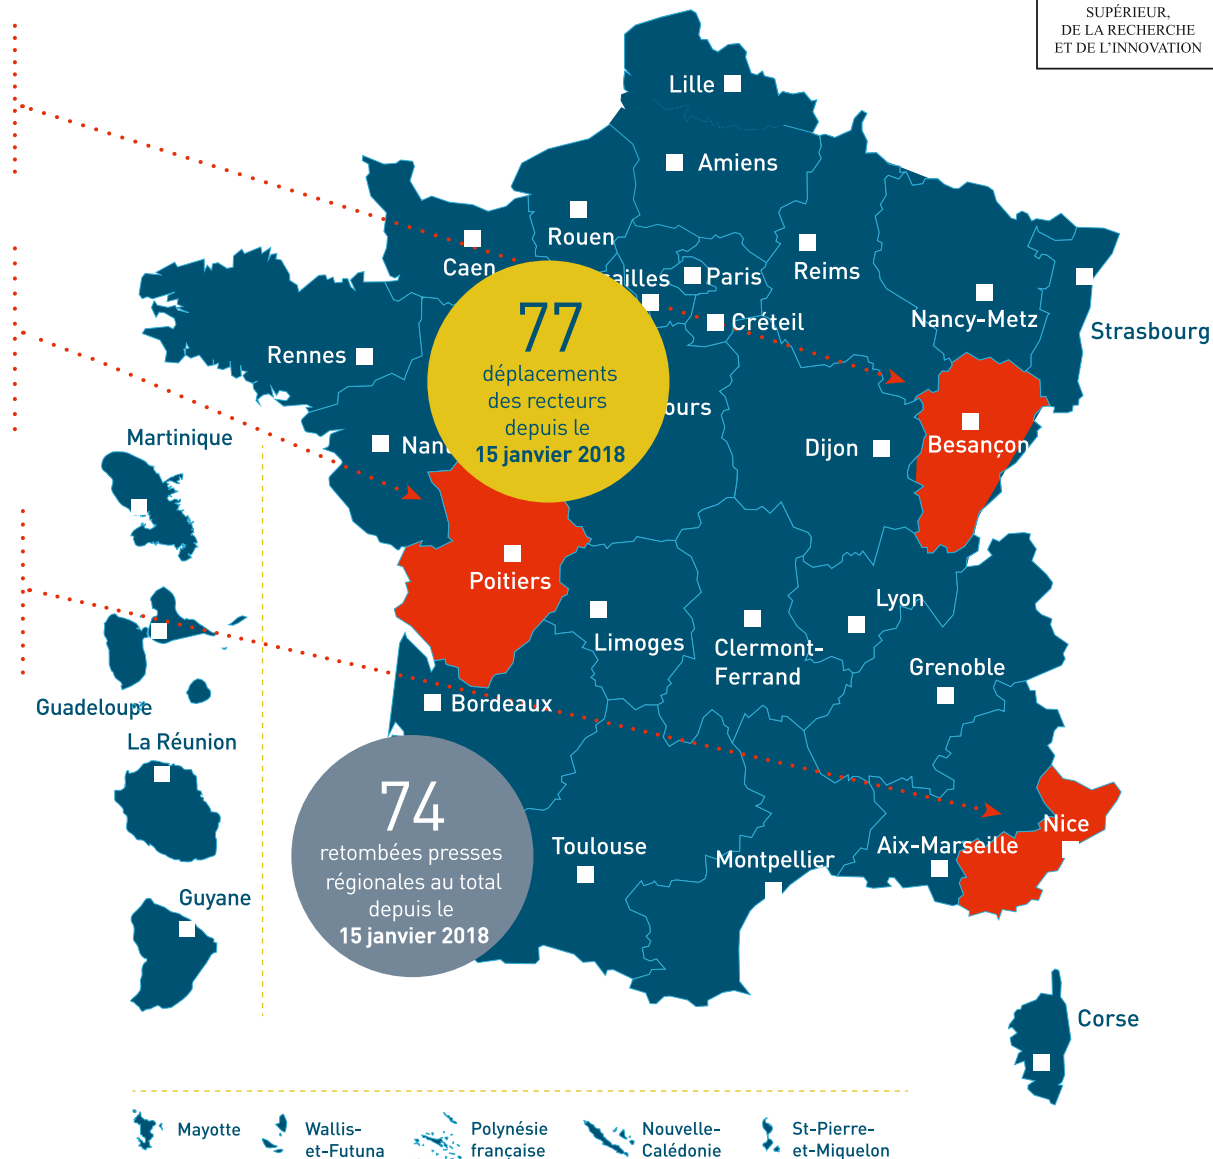 SUPÉRIEUR,
DE LA RECHERCHE
ET DE L'INNOVATION
Lille
Amiens
Rouen
Caen
ailles
Paris
Reims
Créteil
Nancy-Metz
Strasbourg
Rennes
77
déplacements
des recteurs
depuis le
15 janvier 2018
ours
Nan
Dijon
Besançon
Martinique
Poitiers
Limoges
Clermont-
Ferrand
Lyon
Grenoble
Guadeloupe
Bordeaux
La Réunion
74
retombées presses
régionales au total
depuis le
15 janvier 2018
Toulouse
Montpellier
Aix-Marseille
Nice
Guyane
Corse
Mayotte
Wallis-
et-Futuna
Polynésie
française
Nouvelle-
Calédonie
St-Pierre-
et-Miquelon